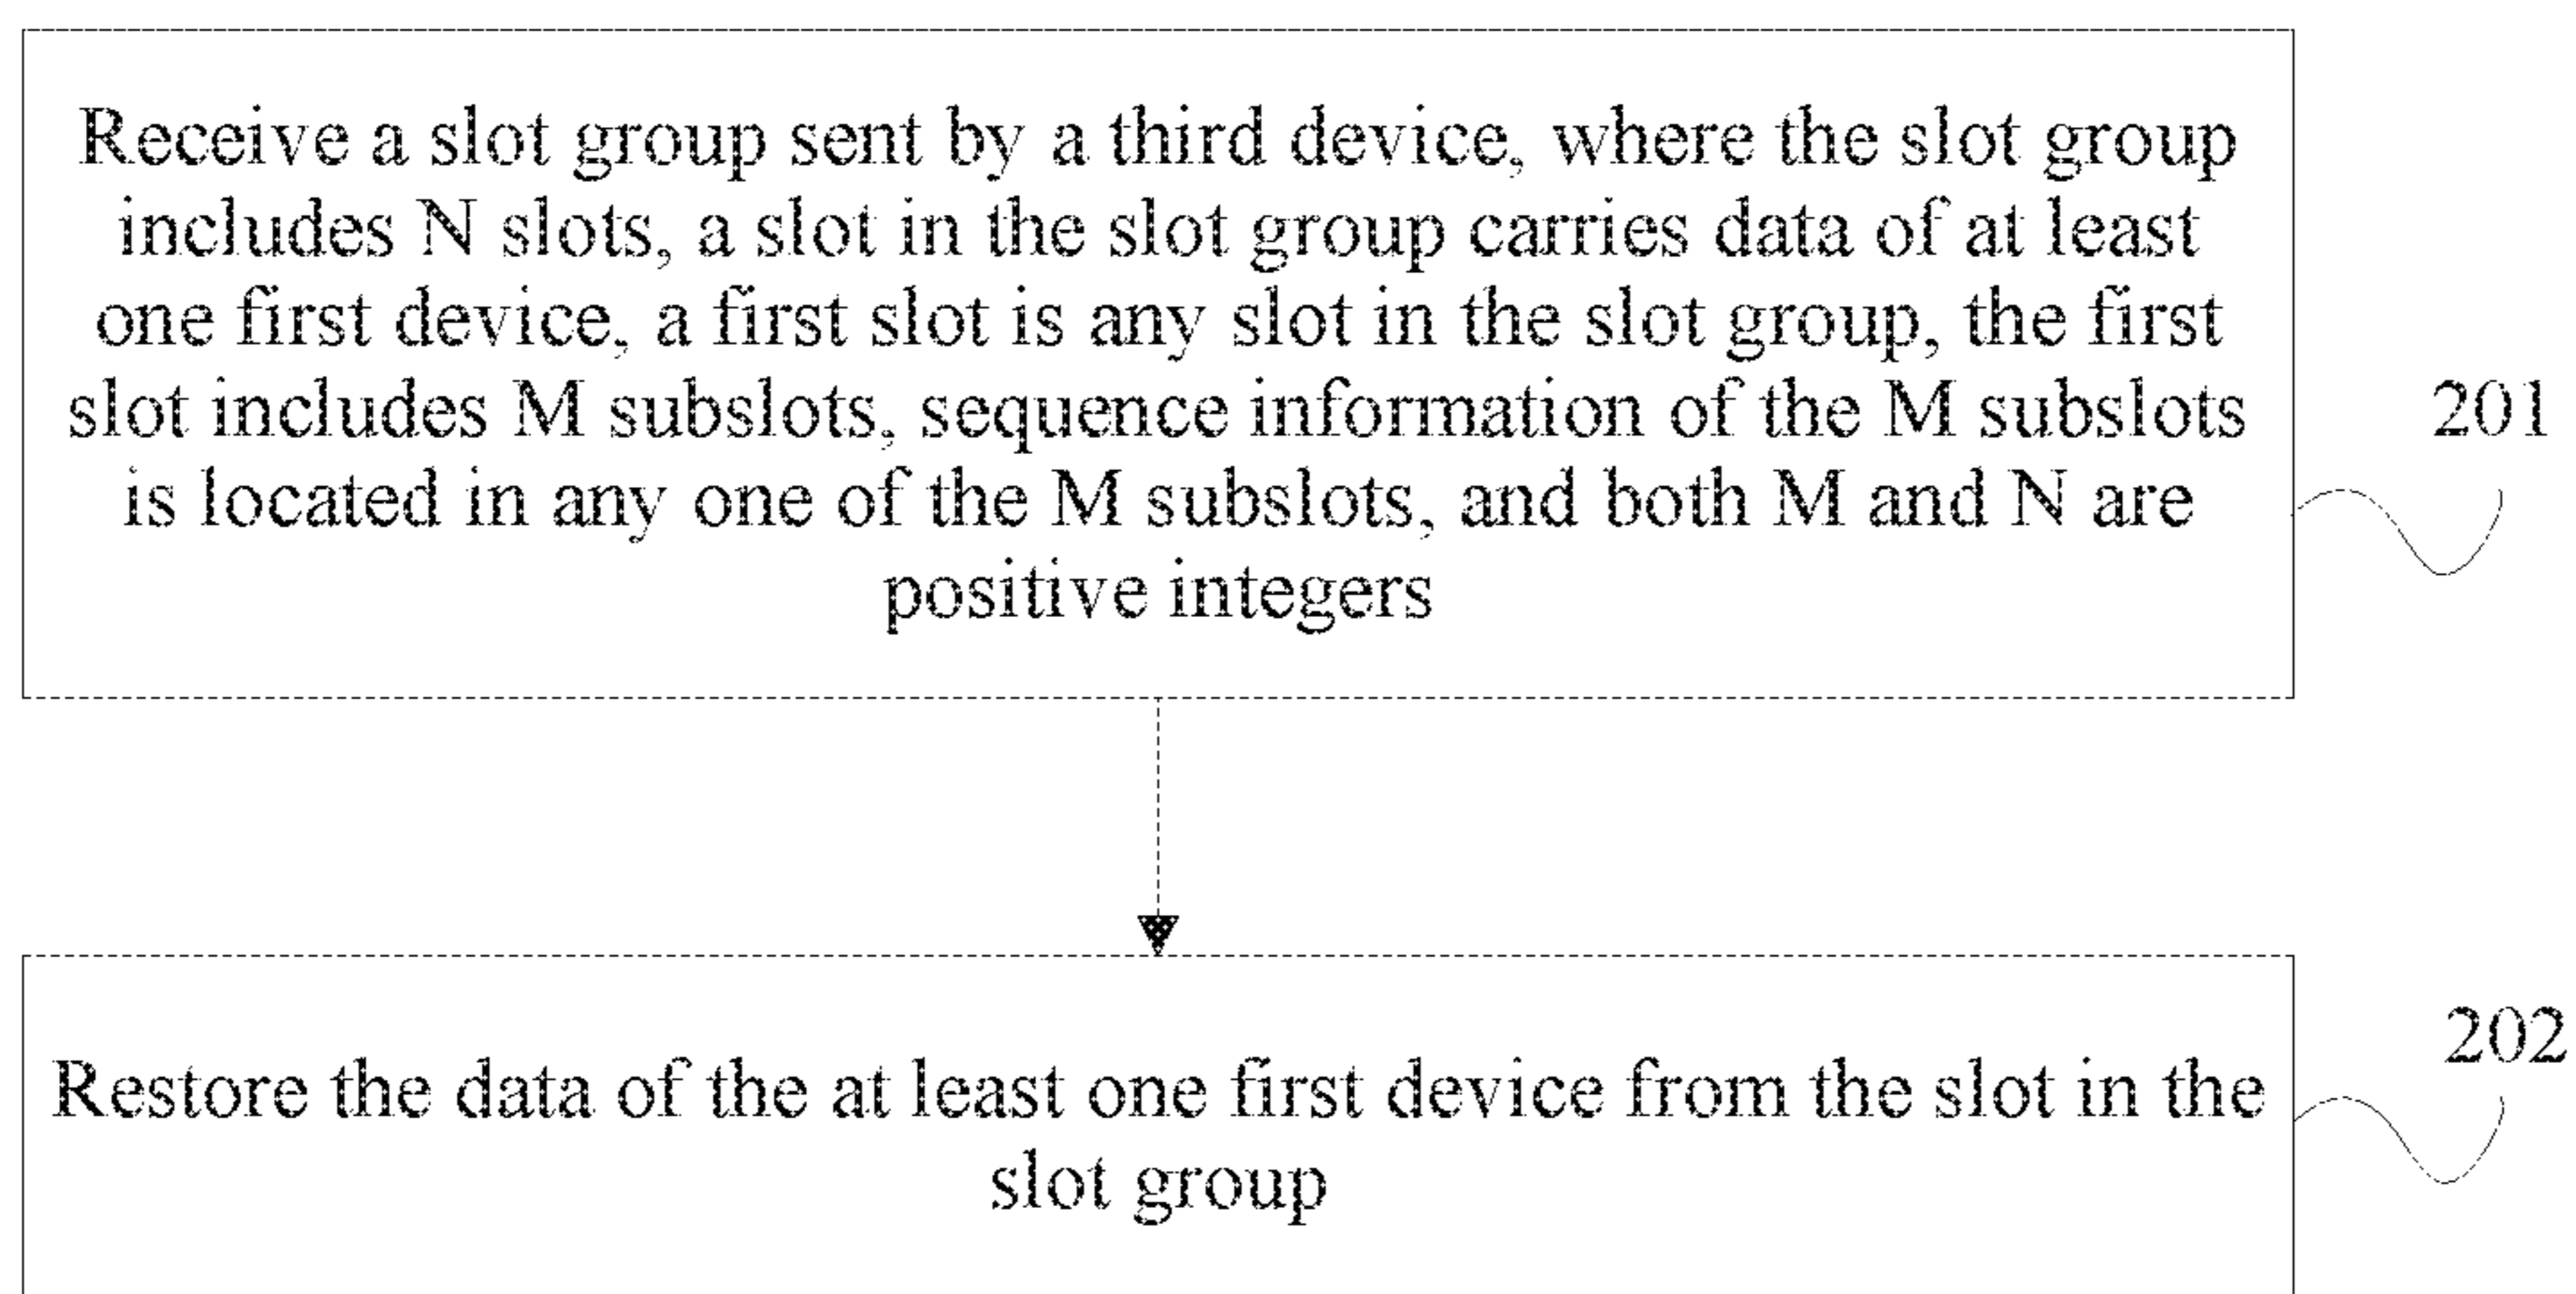 Receive a slot group sent by a third device, where the slot group
includes N slots, a slot in the slot group carries data of at least
one first device, a first slot is any slot in the slot group, the first
slot includes M subslots, sequence information of the M subslots
is located in any one of the M subslots, and both M and N are
positive integers
201
Restore the data of the at least one first device from the slot in the
slot group
202